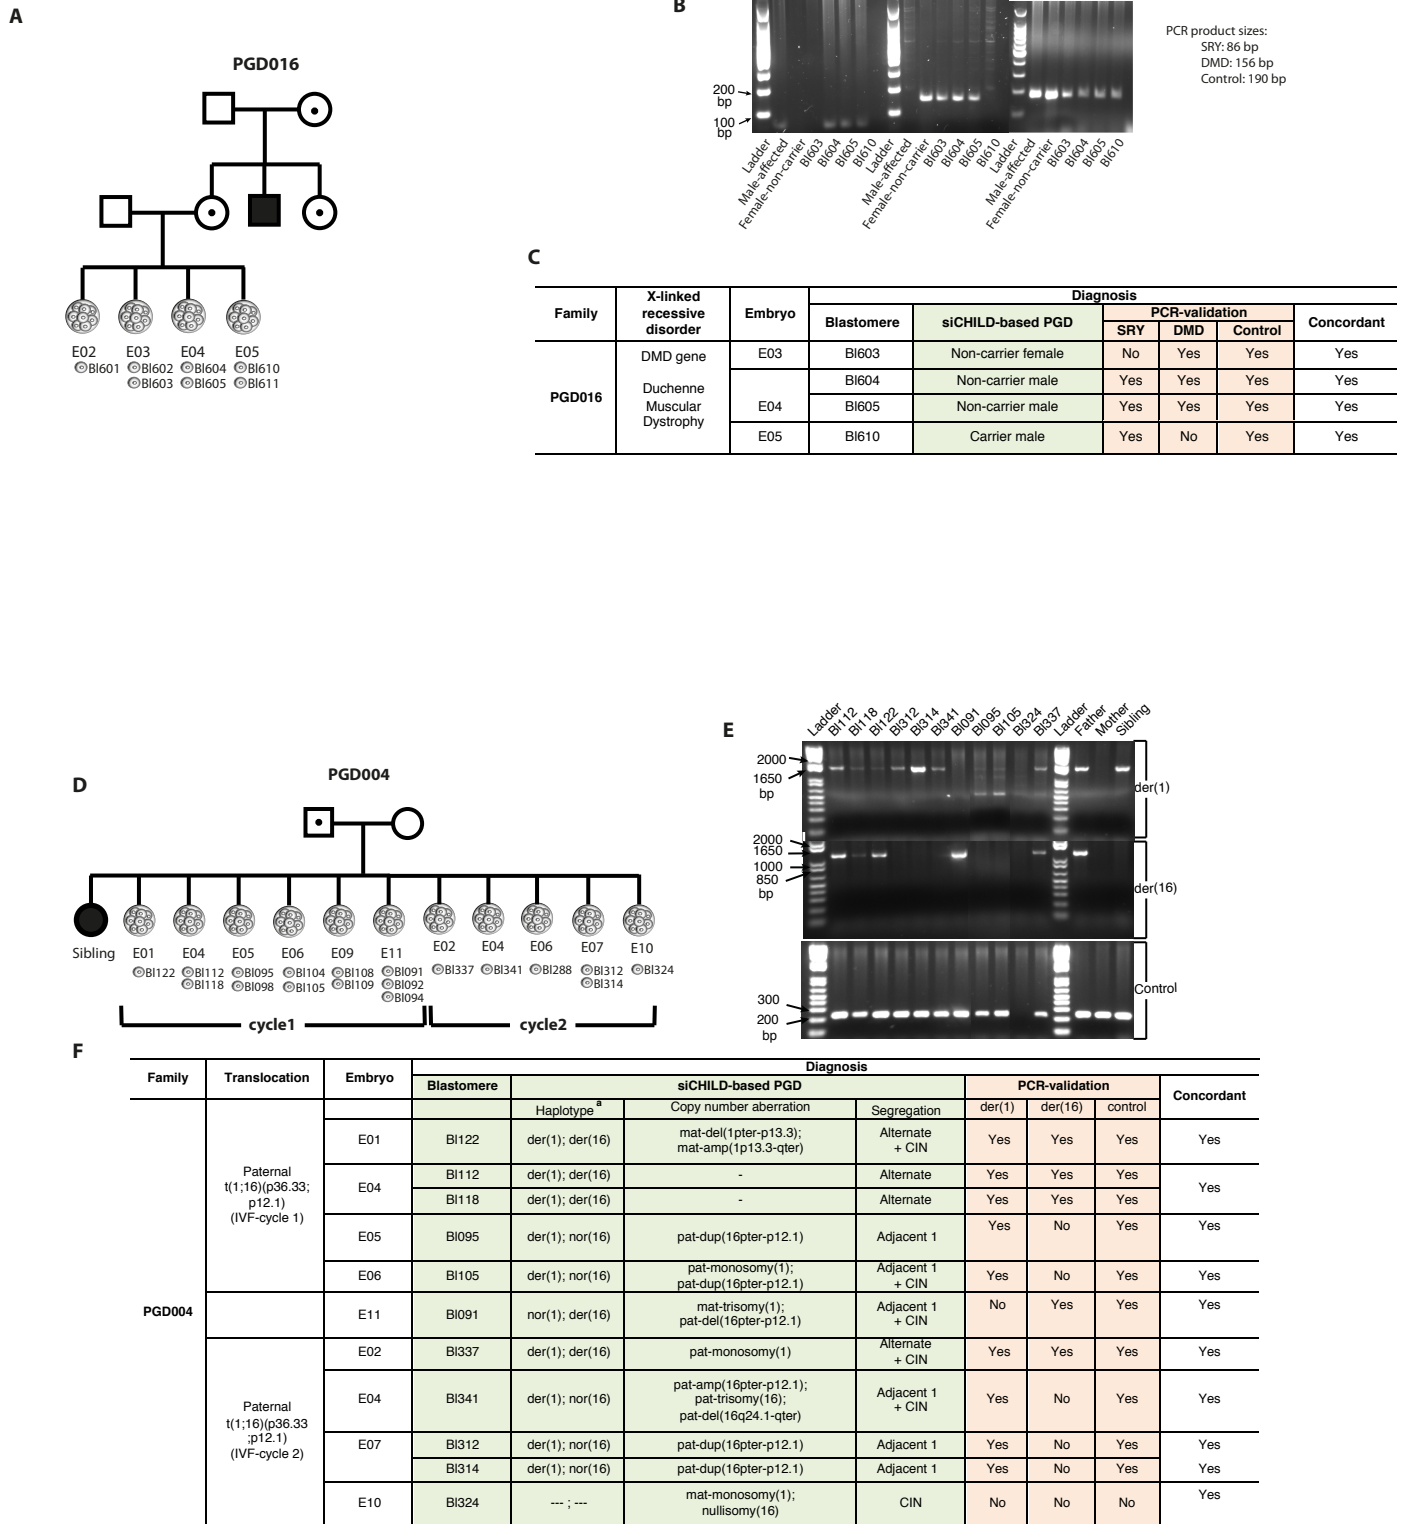 A
PGD016
E02
E03
E04
E05
Bl601
Bl602
Bl604
Bl610
Bl603
Bl605
Bl611
B
200
bp
100
bp
Ladder
Male-affected
Female-non-carrier
Bl603
Bl604
Bl605
Bl610
Ladder
Male-affected
Female-non-carrier
Bl603
Bl604
Bl605
Bl610
Ladder
Male-affected
Female-non-carrier
Bl603
Bl604
Bl605
Bl610
PCR product sizes:
SRY: 86 bp
DMD: 156 bp
Control: 190 bp
C
Family
X-linked
recessive
disorder
Embryo
Diagnosis
Blastomere
siCHILD-based PGD
PCR-validation
SRY
DMD
Control
Concordant
PGD016
DMD gene
Duchenne
Muscular
Dystrophy
E03 Bl603 Non-carrier female No Yes Yes Yes
Bl604 Non-carrier male Yes Yes Yes Yes
E04 Bl605 Non-carrier male Yes Yes Yes Yes
E05 Bl610 Carrier male Yes No Yes Yes
D
PGD004
Sibling
E01
E04
E05
E06
E09
E11
E02
E04
E06
E07
E10
Bl122
Bl112
Bl118
Bl095
Bl098
Bl104
Bl105
Bl108
Bl109
Bl091
Bl092
Bl094
Bl337
Bl341
Bl288
Bl312
Bl314
Bl324
cycle1
cycle2
E
Ladder
Bl112
Bl118
Bl122
Bl312
Bl314
Bl341
Bl091
Bl095
Bl105
Bl324
Bl337
Ladder
Father
Mother
Sibling
2000
1650
bp
der(1)
2000
1650
1000
850
bp
der(16)
300
200
bp
Control
F
Family
Translocation
Embryo
Diagnosis
Blastomere
siCHILD-based PGD
PCR-validation
Concordant
Haplotype a
Copy number aberration
Segregation
der(1)
der(16)
control
PGD004
Paternal
t(1;16)(p36.33;
p12.1)
(IVF-cycle 1)
E01 Bl122 der(1); der(16) mat-del(1pter-p13.3);
mat-amp(1p13.3-qter)
Alternate
+ CIN
Yes Yes Yes Yes
E04
Bl112 der(1); der(16) - Alternate Yes Yes Yes
Bl118 der(1); der(16) - Alternate Yes Yes Yes
Yes
E05 Bl095 der(1); nor(16) pat-dup(16pter-p12.1) Adjacent 1 Yes No Yes Yes
E06 Bl105 der(1); nor(16) pat-monosomy(1);
pat-dup(16pter-p12.1)
Adjacent 1
+ CIN
Yes No Yes Yes
E11 Bl091 nor(1); der(16) mat-trisomy(1);
pat-del(16pter-p12.1)
Adjacent 1
+ CIN
No Yes Yes Yes
Paternal
t(1;16)(p36.33
;p12.1)
(IVF-cycle 2)
E02 Bl337 der(1); der(16) pat-monosomy(1)
Alternate
+ CIN
Yes Yes Yes Yes
E04 Bl341 der(1); nor(16) pat-amp(16pter-p12.1);
pat-trisomy(16);
pat-del(16q24.1-qter)
Adjacent 1
+ CIN
Yes No Yes Yes
E07 Bl312 der(1); nor(16) pat-dup(16pter-p12.1) Adjacent 1 Yes No Yes Yes
Bl314 der(1); nor(16) pat-dup(16pter-p12.1) Adjacent 1 Yes No Yes Yes
E10 Bl324 --- ; --- mat-monosomy(1);
nullisomy(16)
CIN No No No Yes